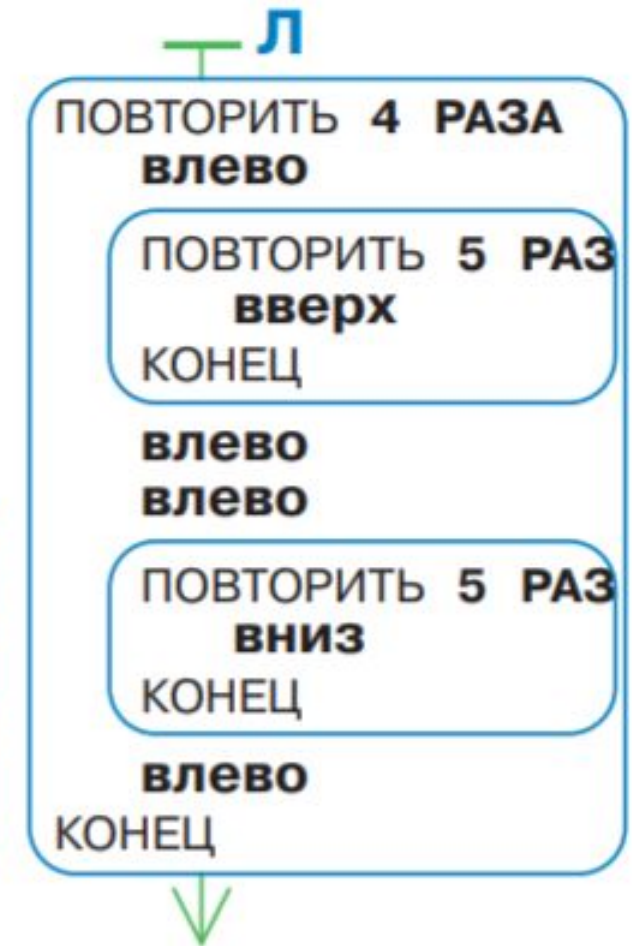 Л
ПОВТОРИТЬ 4 РАЗА
влево
ПОВТОРИТЬ 5 РАЗ
вверх
КОНЕЦ
влево
влево
ПОВТОРИТЬ 5 РАЗ
вниз
КОНЕЦ
влево
КОНЕЦ